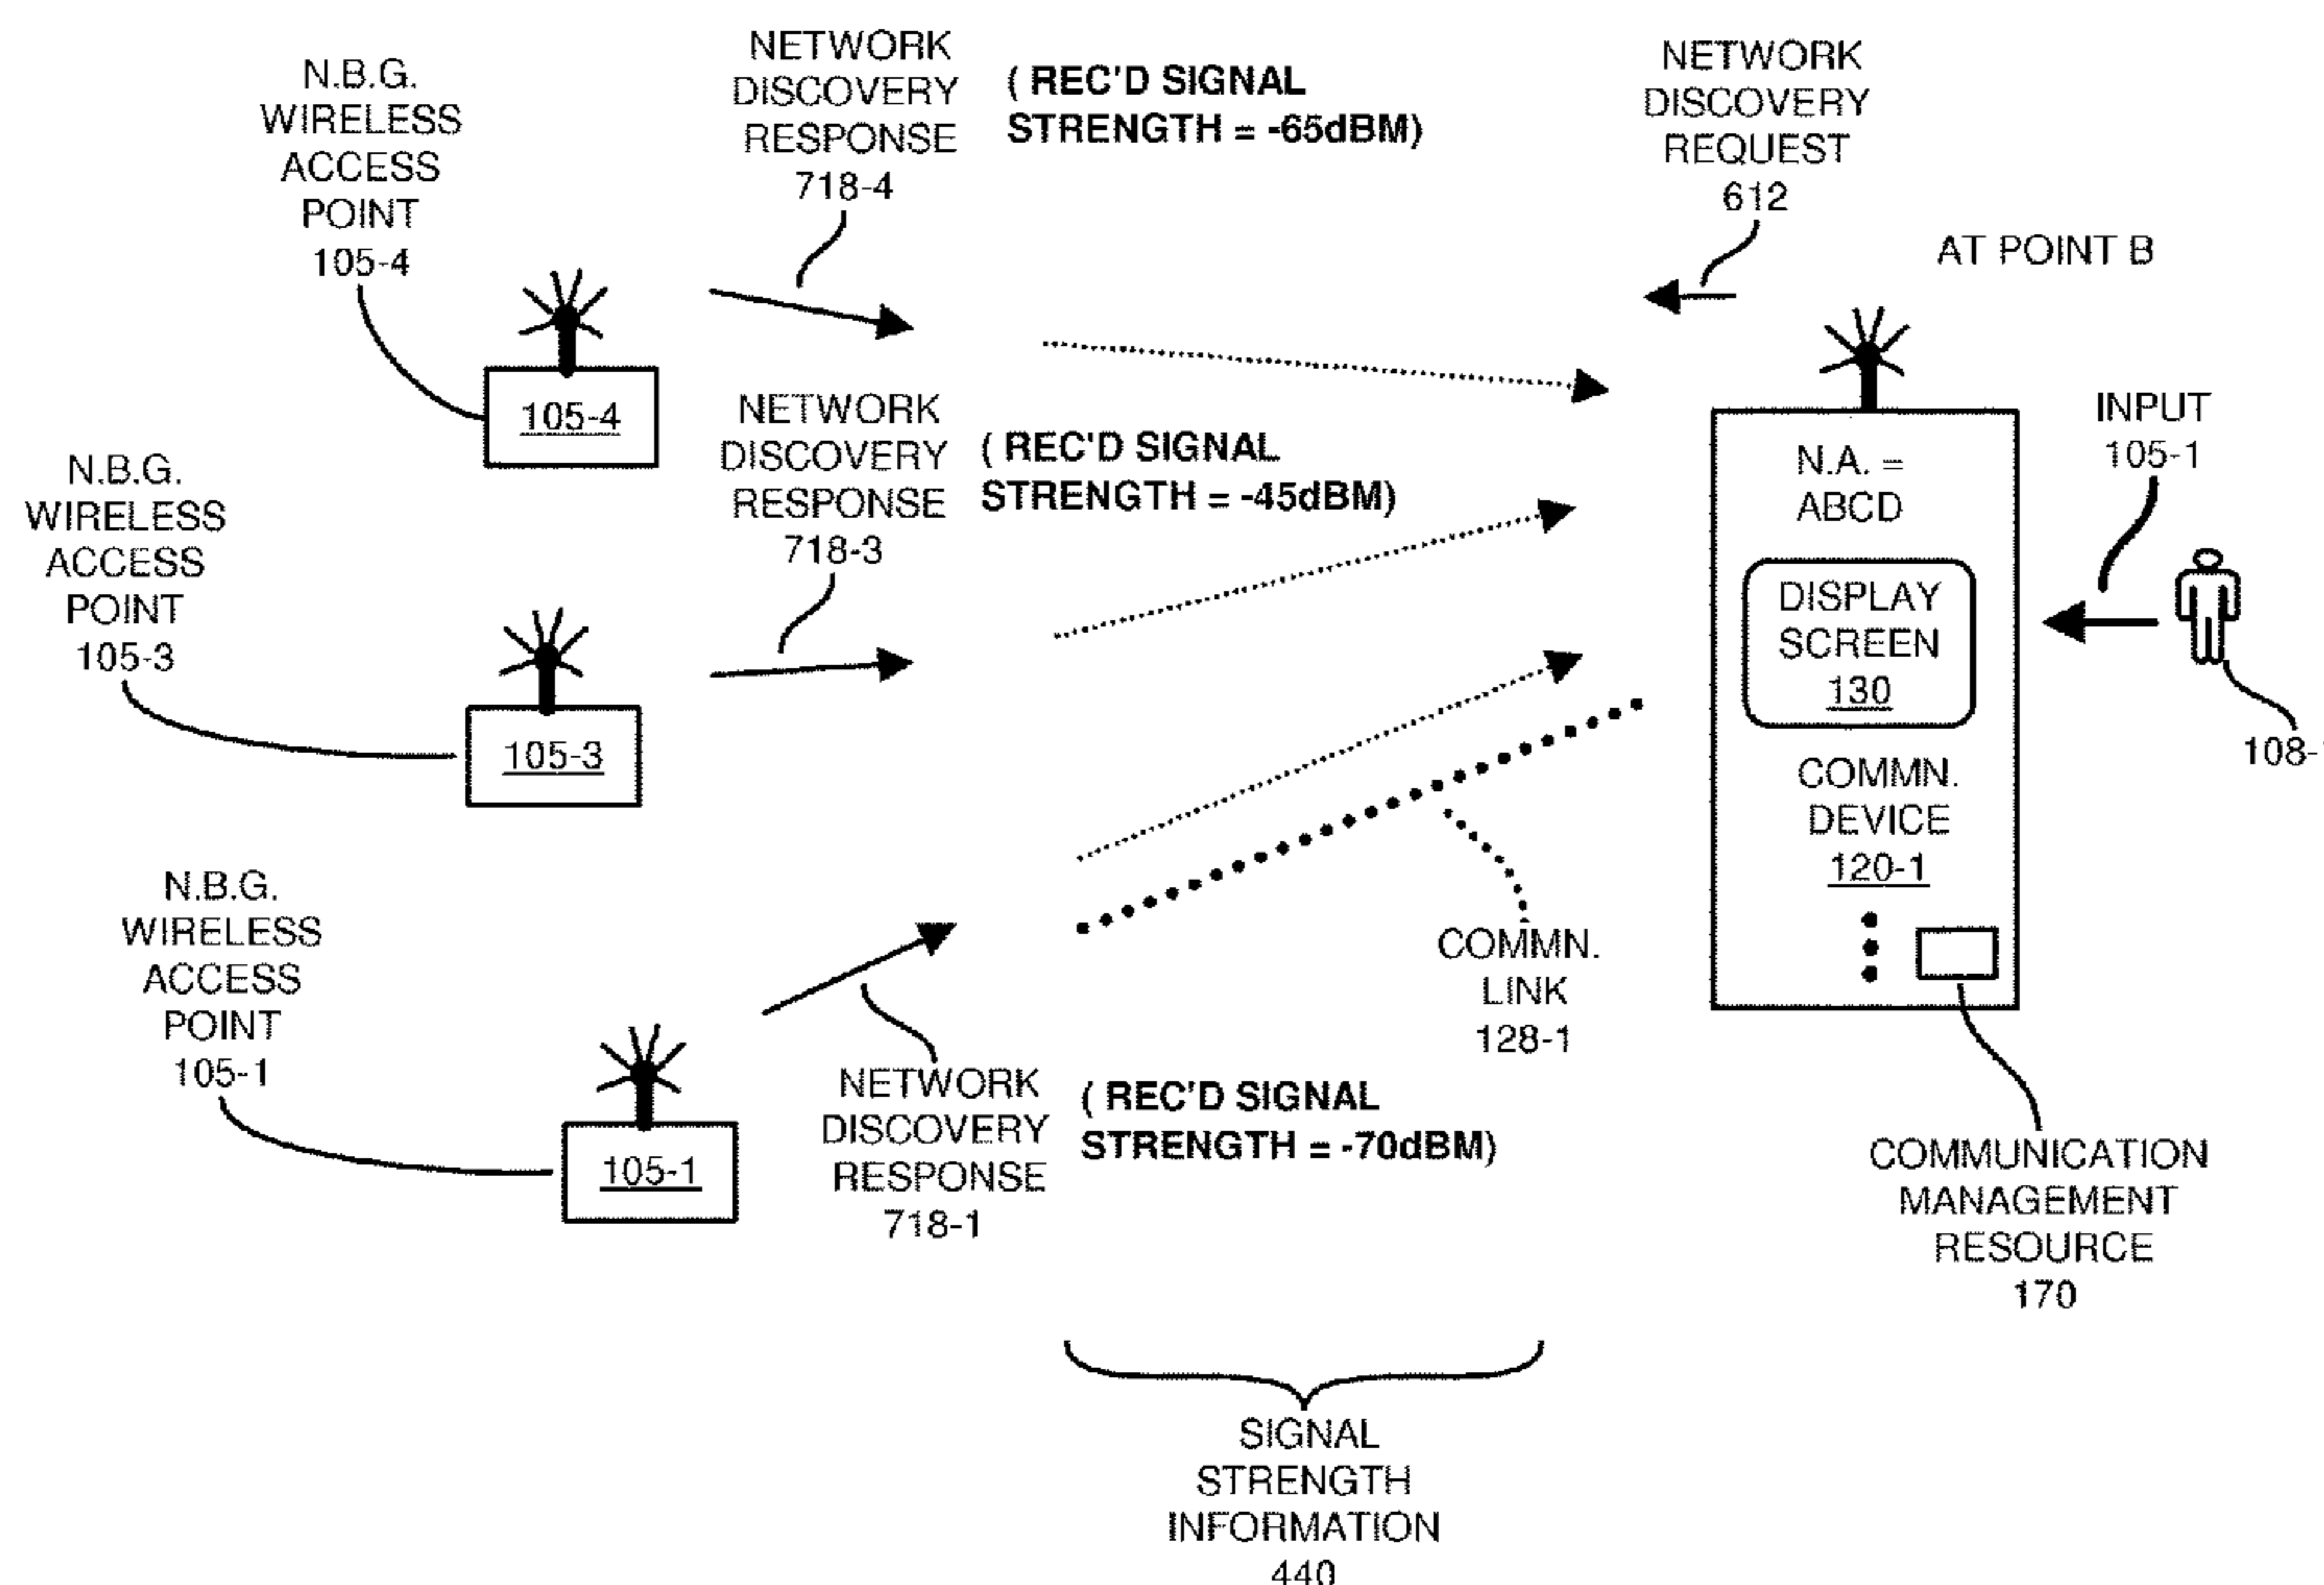 N.B.G.
WIRELESS
ACCESS
POINT
105-4
NETWORK
DISCOVERY
RESPONSE
718-4
( REC'D SIGNAL
STRENGTH = -65dBM)
NETWORK
DISCOVERY
REQUEST
612
AT POINT B
105-4
N.B.G.
WIRELESS
ACCESS
POINT
105-3
NETWORK
DISCOVERY
RESPONSE
718-3
( REC'D SIGNAL
STRENGTH = -45dBM)
N.A. =
ABCD
INPUT
105-1
DISPLAY
SCREEN
130
108-
105-3
COMMN.
DEVICE
120-1
N.B.G.
WIRELESS
ACCESS
POINT
105-1
COMMN.
LINK
128-1
105-1
NETWORK
DISCOVERY
RESPONSE
718-1
( REC'D SIGNAL
STRENGTH = -70dBM)
COMMUNICATION
MANAGEMENT
RESOURCE
170
SIGNAL
STRENGTH
INFORMATION
440